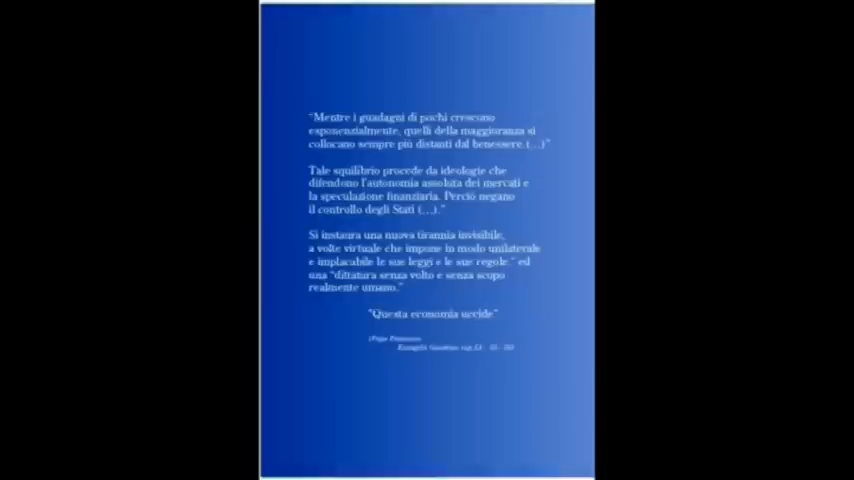 “Mentre i guadagni di pochi crescono
esponenzialmente, quelli della maggioranza si
collocano sempre più distanti dal benessere (...)”
Tale squilibrio procede da ideologie che
difendono l'autonomia assoluta dei mercati e
la speculazione finanziaria. Perciò negano
il controllo degli Stati (...).”
Si instaura una nuova tirannia invisibile,
a volte virtuale che impone in modo unilaterale
e implacabile le sue leggi e le sue regole.” ed
una “dittatura senza volto e senza scopo
realmente umano.”
“Questa economia uccide”
(Papa Francesco
Evangelii Gaudium